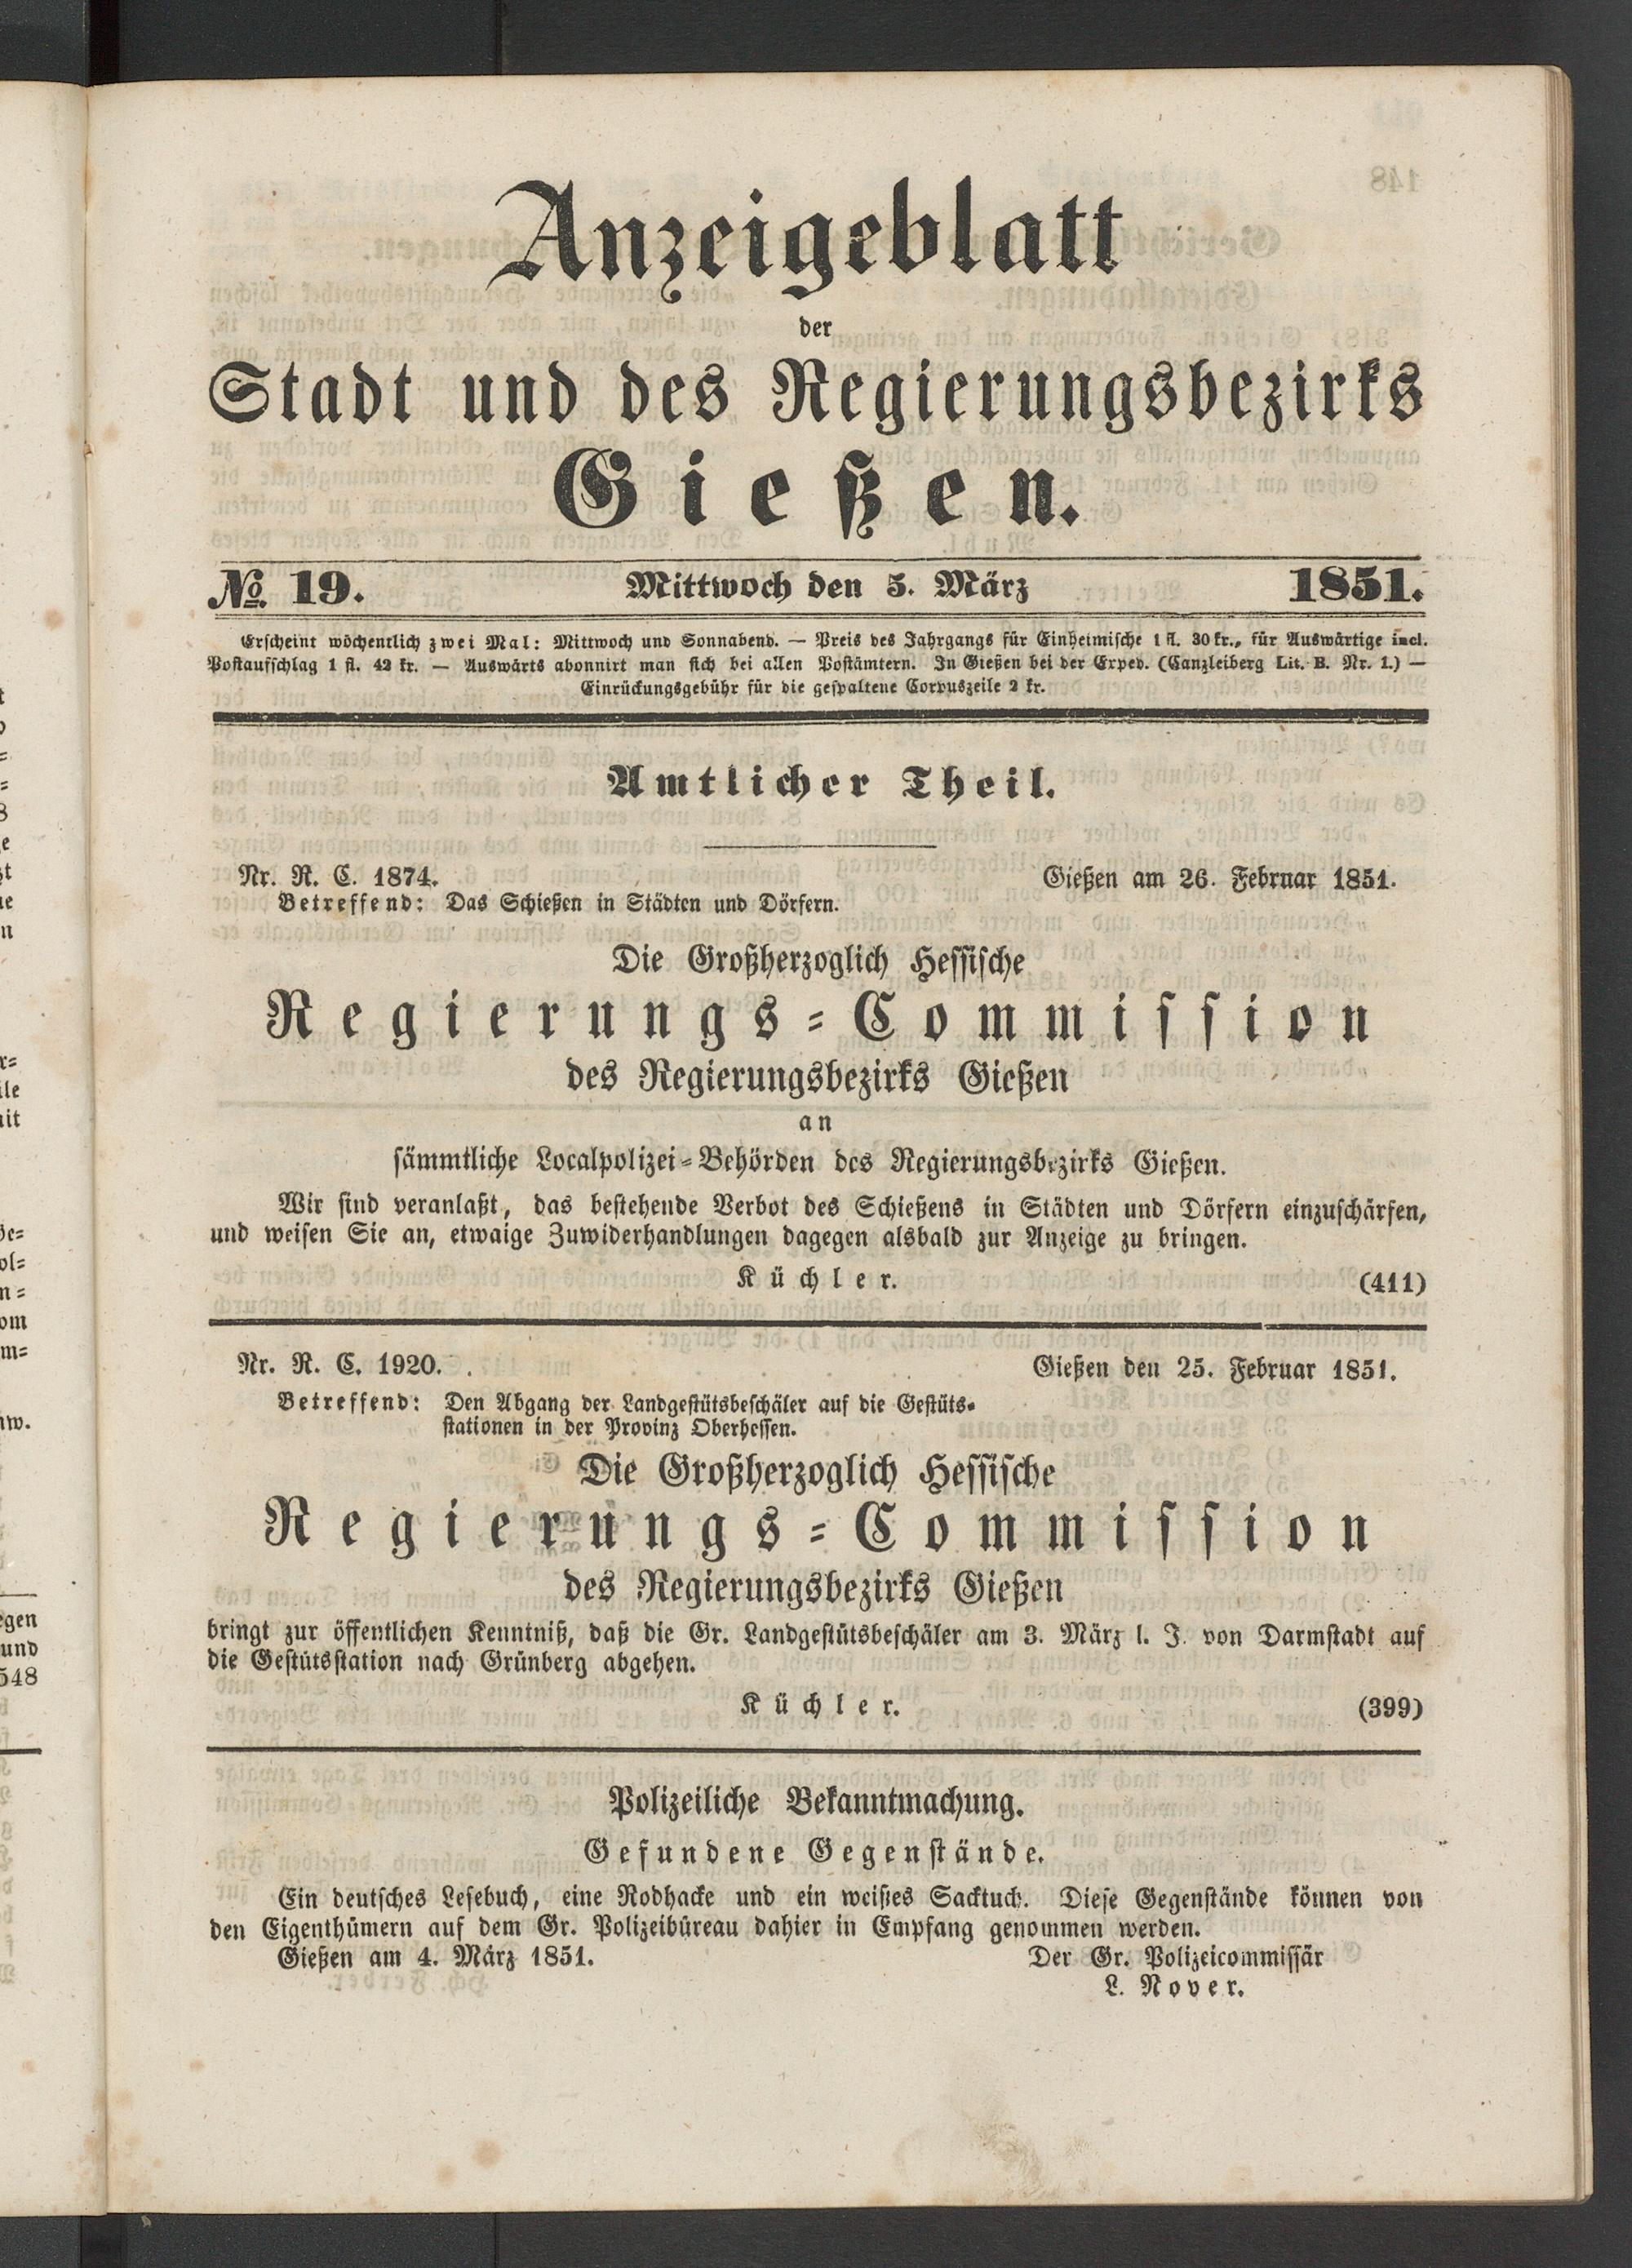 Anzeigeblatt
der
Stadt und des Regierungsbezirks
Gießen.
No. 19. Mittwoch den 5. März 1851.
Erscheint wöchentlich zwei Mal: Mittwoch und Sonnabend. — Preis des Jahrgangs für Einheimische 1 fl. 30 kr., für Auswärtige incl.
Postaufschlag 1 fl. 42 kr. — Auswärts abonnirt man sich bei allen Postämtern. In Gießen bei der Exped. (Canzleiberg Lit. B. Nr. 1.) —
Einrückungsgebühr für die gespaltene Corpuszeile 2 kr.
Amtlicher Theil.
Nr. R. C. 1874. Gießen am 26. Februar 1851.
Betreffend: Das Schießen in Städten und Dörfern.
Die Großherzoglich Hessische
Regierungs-Commission
des Regierungsbezirks Gießen
an
sämmtliche Localpolizei-Behörden des Regierungsbezirks Gießen.
Wir sind veranlaßt, das bestehende Verbot des Schießens in Städten und Dörfern einzuschärfen,
und weisen Sie an, etwaige Zuwiderhandlungen dagegen alsbald zur Anzeige zu bringen.
Küchler. (411)
Nr. R. C. 1920. Gießen den 25. Februar 1851.
Betreffend: Den Abgang der Landgestütsbeschäler auf die Gestüts-
stationen in der Provinz Oberhessen.
Die Großherzoglich Hessische
Regierungs-Commission
des Regierungsbezirks Gießen
bringt zur öffentlichen Kenntniß, daß die Gr. Landgestütsbeschäler am 3. März l. J. von Darmstadt auf
die Gestütsstation nach Grünberg abgehen.
Küchler. (399)
Polizeiliche Bekanntmachung.
Gefundene Gegenstände.
Ein deutsches Lesebuch, eine Rodhacke und ein weißes Sacktuch. Diese Gegenstände können von
den Eigenthümern auf dem Gr. Polizeibüreau dahier in Empfang genommen werden.
Gießen am 4. März 1851. Der Gr. Polizeicommissär
L. Nover.